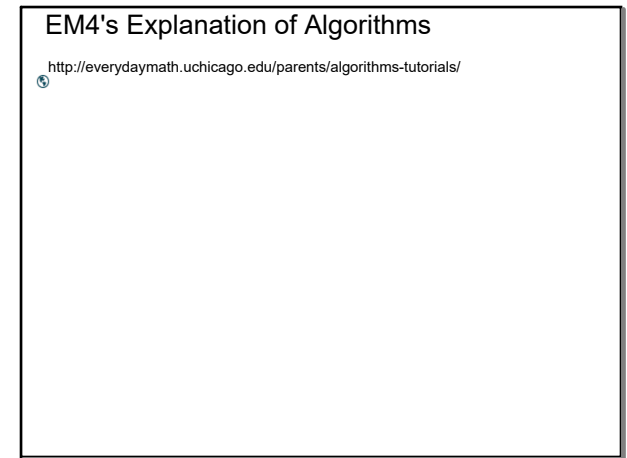 EM4's Explanation of Algorithms
http://everydaymath.uchicago.edu/parents/algorithms-tutorials/